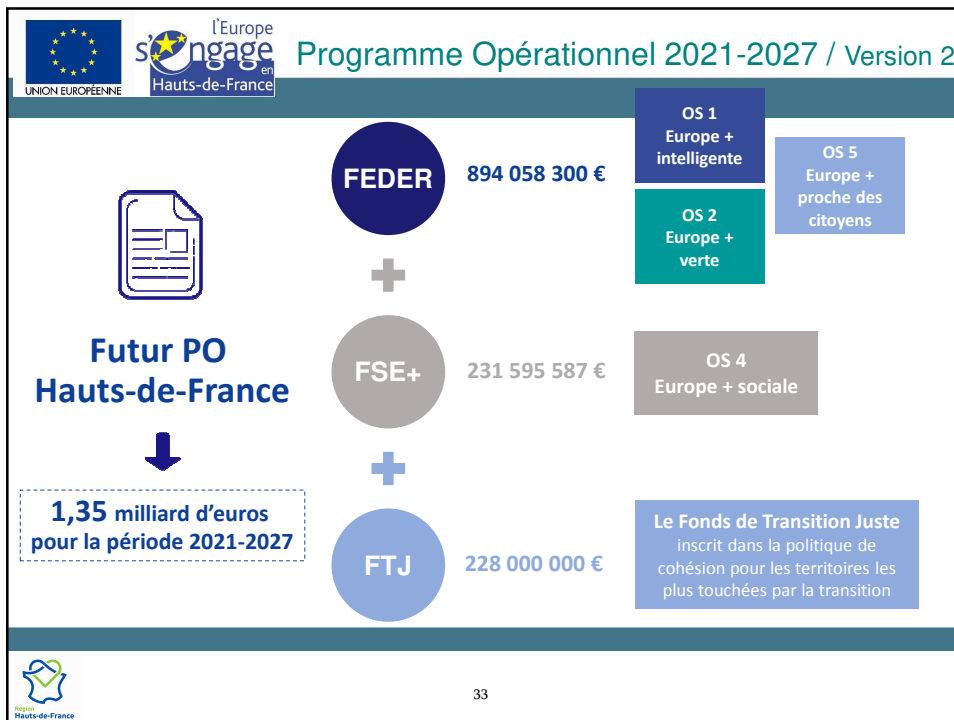 UNION EUROPÉENNE
l'Europe
s'engage
en
Hauts-de-France
Programme Opérationnel 2021-2027 / Version 2
Futur PO
Hauts-de-France
1,35 milliard d'euros
pour la période 2021-2027
FEDER
894 058 300 €
OS 1
Europe +
intelligente
OS 2
Europe +
verte
OS 5
Europe +
proche des
citoyens
FSE+
231 595 587 €
OS 4
Europe + sociale
FTJ
228 000 000 €
Le Fonds de Transition Juste
inscrit dans la politique de
cohésion pour les territoires les
plus touchées par la transition
Région
Hauts-de-France
33